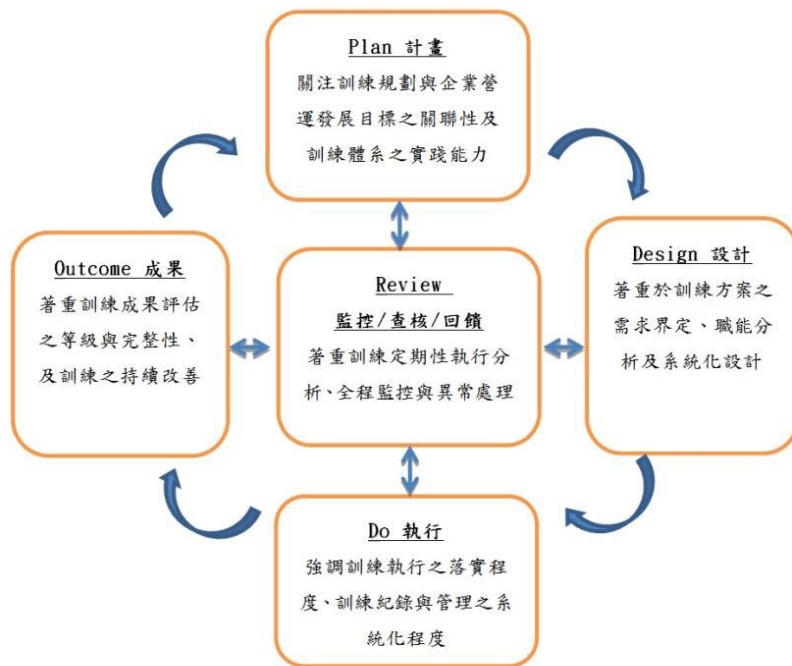 Plan 計畫
關注訓練規劃與企業營
運發展目標之關聯性及
訓練體系之實踐能力
Outcome 成果
著重訓練成果評估
之等級與完整性、
及訓練之持續改善
Review
監控/查核/回饋
著重訓練定期性執行分
析、全程監控與異常處理
Design 設計
著重於訓練方案之
需求界定、職能分
析及系統化設計
Do 執行
強調訓練執行之落實程
度、訓練紀錄與管理之系
統化程度